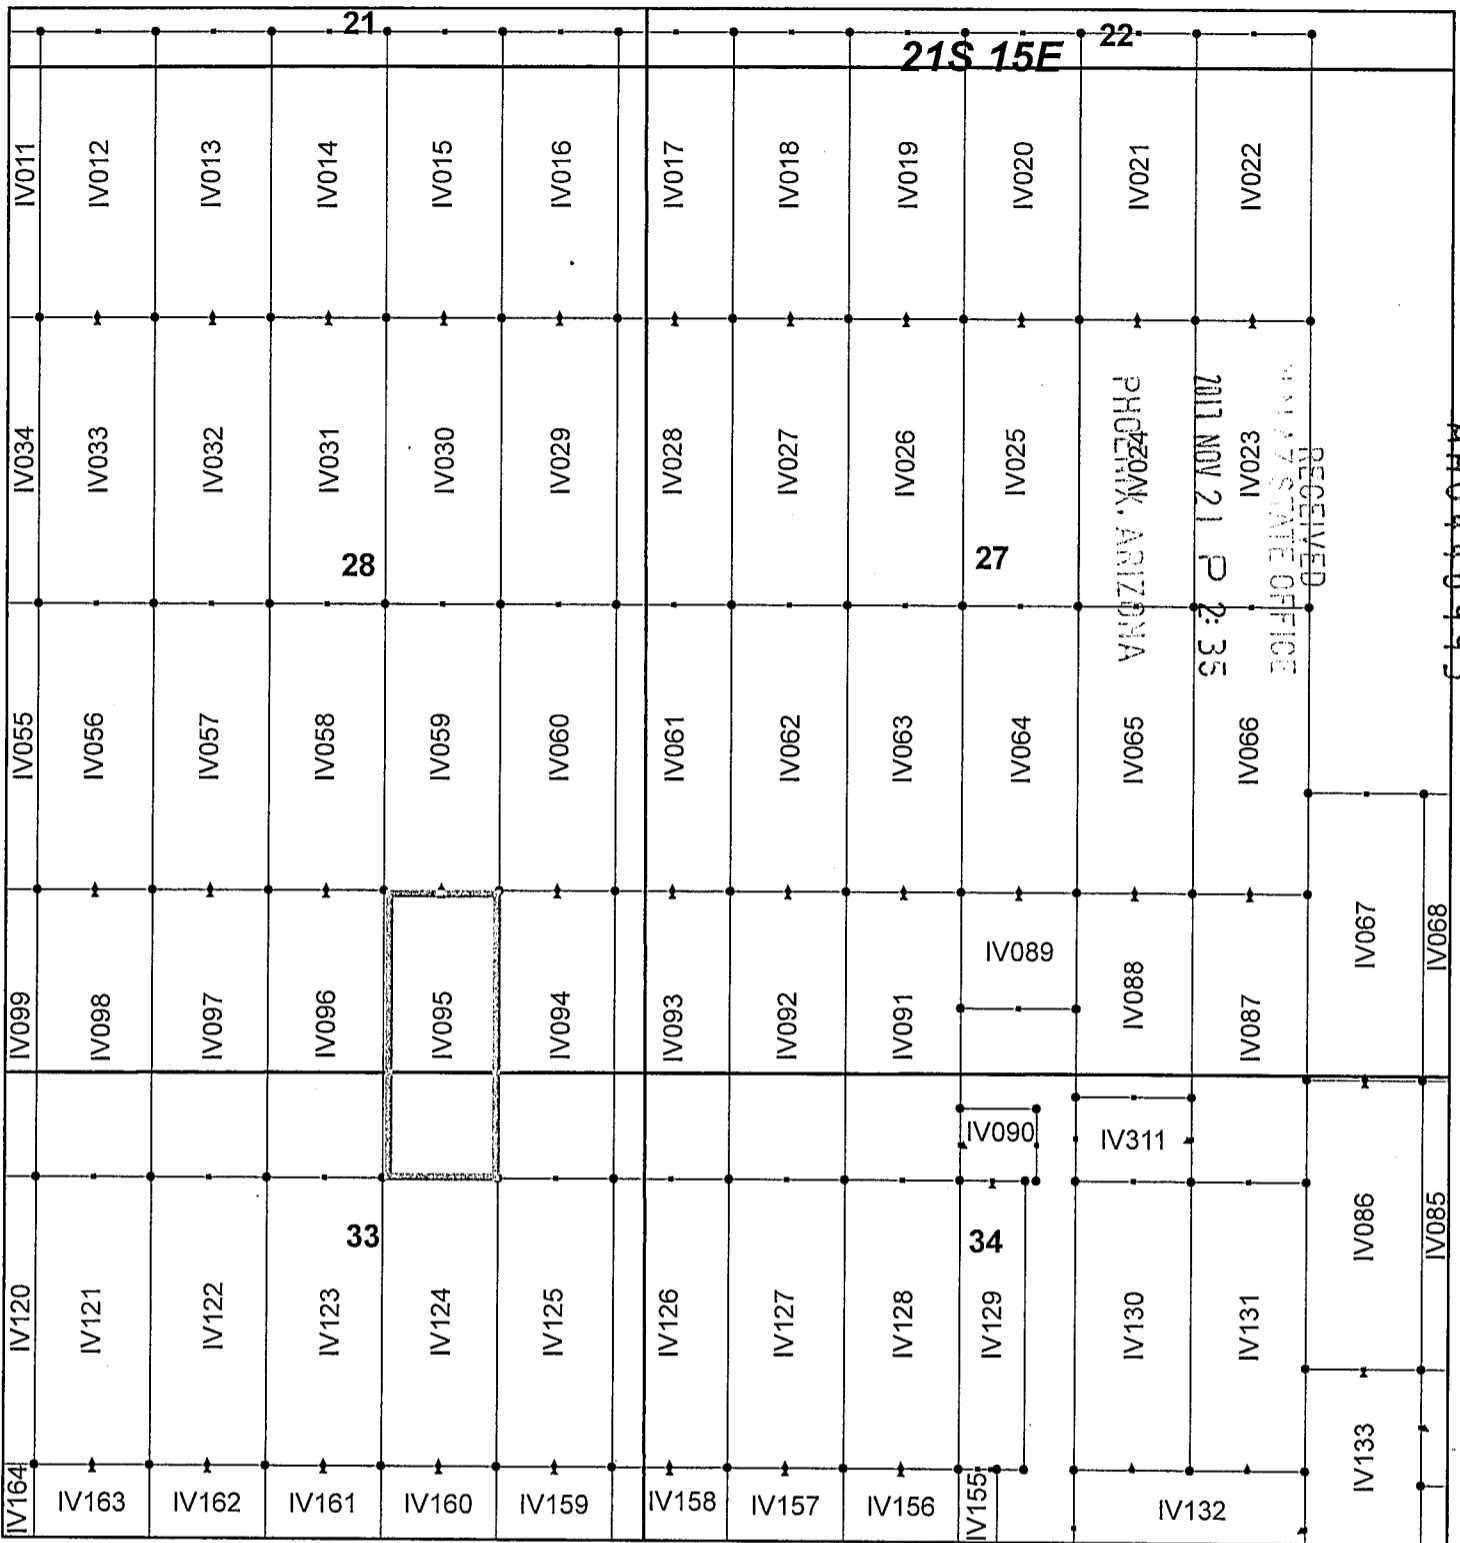 21
22
21S 15E
IV011 IV012 IV013 IV014 IV015 IV016 IV017 IV018 IV019 IV020 IV021 IV022
IV034 IV033 IV032 IV031 IV030 IV029 IV028 IV027 IV026 IV025 IV024 IV023
RECEIVED
AZ STATE OFFICE
2017 NOV 21 P 2:35
PHOENIX, ARIZONA
28
27
IV055 IV056 IV057 IV058 IV059 IV060 IV061 IV062 IV063 IV064 IV065 IV066
IV067 IV068
IV089
IV099 IV098 IV097 IV096 IV095 IV094 IV093 IV092 IV091 IV088 IV087
IV090 IV311
IV086 IV085
33
34
IV120 IV121 IV122 IV123 IV124 IV125 IV126 IV127 IV128 IV129 IV130 IV131
IV133
IV164 IV163 IV162 IV161 IV160 IV159 IV158 IV157 IV156 IV155 IV132